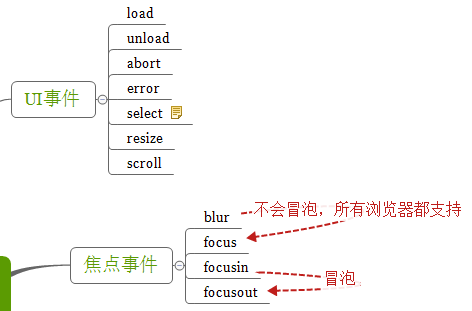 UI事件
load
unload
abort
error
select
resize
scroll
焦点事件
blur
不会冒泡，所有浏览器都支持
focus
focusin
冒泡。
focusout